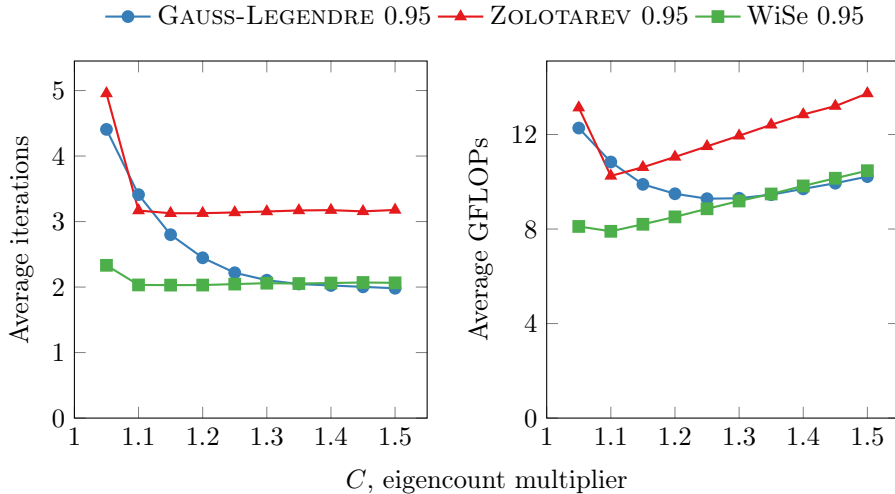 GAUSS-LEGENDRE 0.95 ZOLOTAREV 0.95 WiSe 0.95
Average iterations
5
4
3
2
1
0
1 1.1 1.2 1.3 1.4 1.5
Average GFLOPs
12
8
4
0
1 1.1 1.2 1.3 1.4 1.5
C, eigencount multiplier